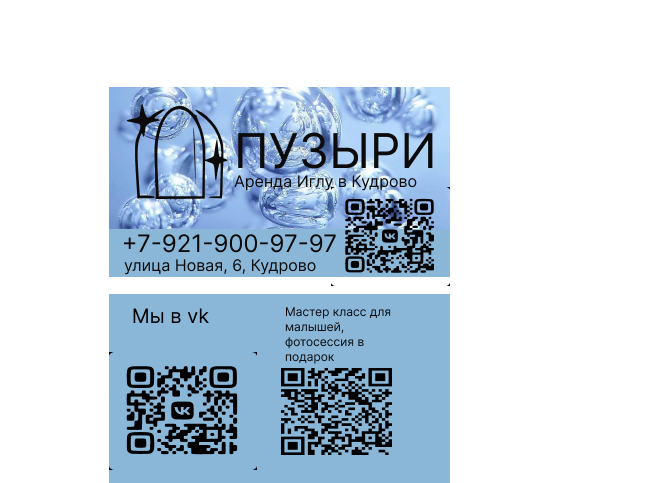 ПУЗЫРИ
Аренда Иглу в Кудрово
+7-921-900-97-97
улица Новая, 6, Кудрово
Мы в vk
Мастер класс для
малышей,
фотосессия в
подарок